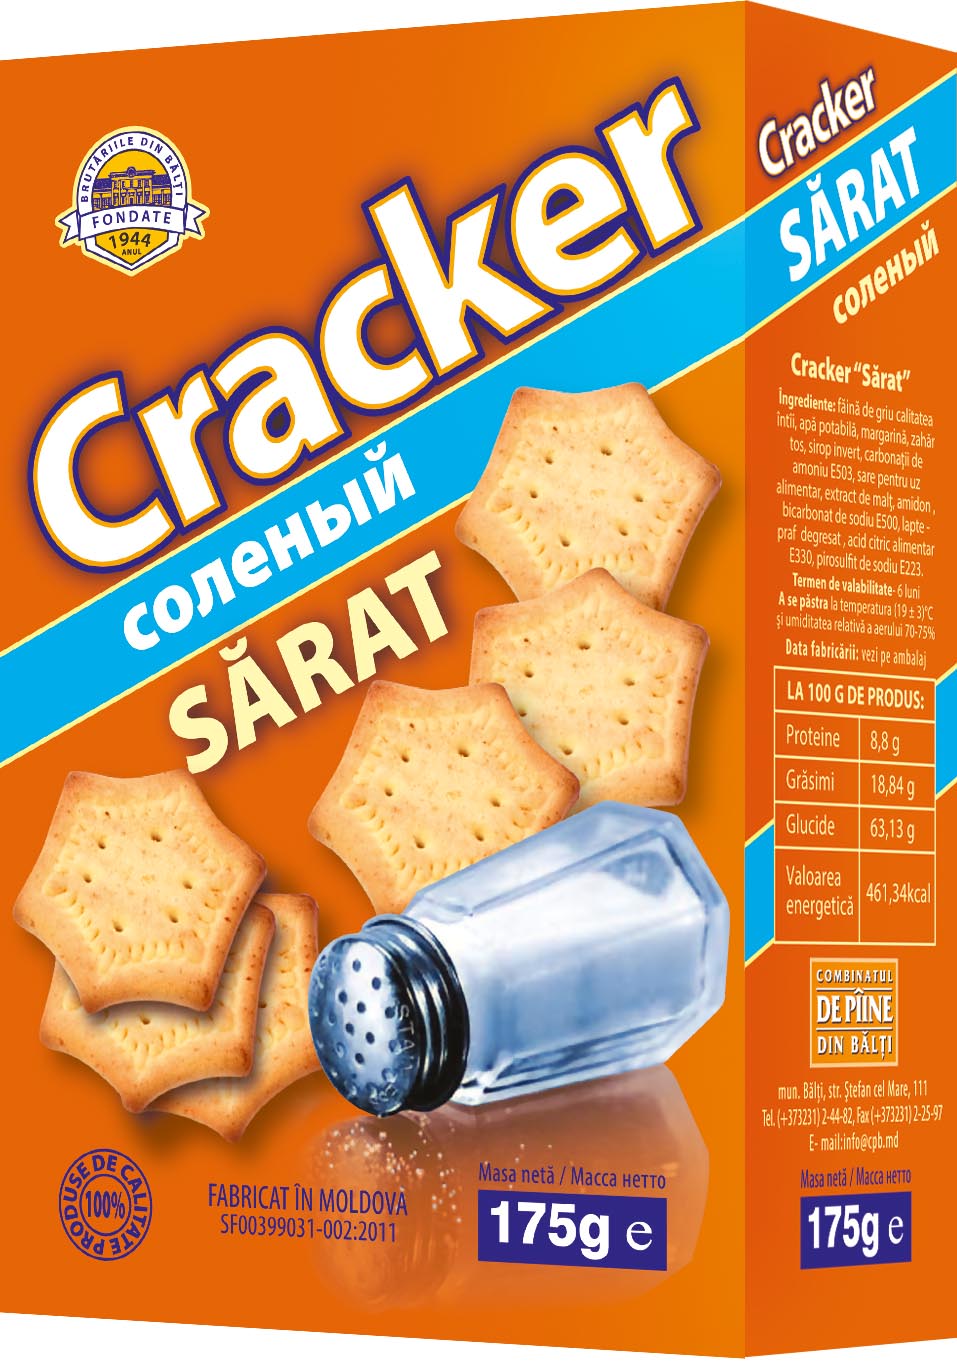 BRUTĂRIILE DIN BĂLȚI
FONDATE
1944
ANUL
Cracker
соленый
SĂRAT
100%
PRODUSE DE CALITATE
FABRICAT ÎN MOLDOVA
SF00399031-002:2011
Masa netă / Масса нетто
175g e
Cracker
SĂRAT
соленый
Cracker "Sărat"
Îngrediente: făină de griu calitatea
întîi, apă potabilă, margarină, zahăr
tos, sirop invert, carbonații de
amoniu E503, sare pentru uz
alimentar, extract de malț, amidon,
bicarbonat de sodiu E500, lapte -
praf degresat, acid citric alimentar
E330, pirosulfit de sodiu E223.
Termen de valabilitate- 6 luni
A se păstra la temperatura (19 ± 3)°C
și umiditatea relativă a aerului 70-75%
Data fabricării: vezi pe ambalaj
LA 100 G DE PRODUS:
Proteine 8,8 g
Grăsimi 18,84 g
Glucide 63,13 g
Valoarea
energetică 461,34kcal
COMBINATUL
DE PÎINE
DIN BĂLȚI
mun. Bălți, str. Ștefan cel Mare, 111
Tel. (+373231) 2-44-82, Fax (+373231) 2-25-97
E- mail:info@cpb.md
Masa netă / Масса нетто
175g e